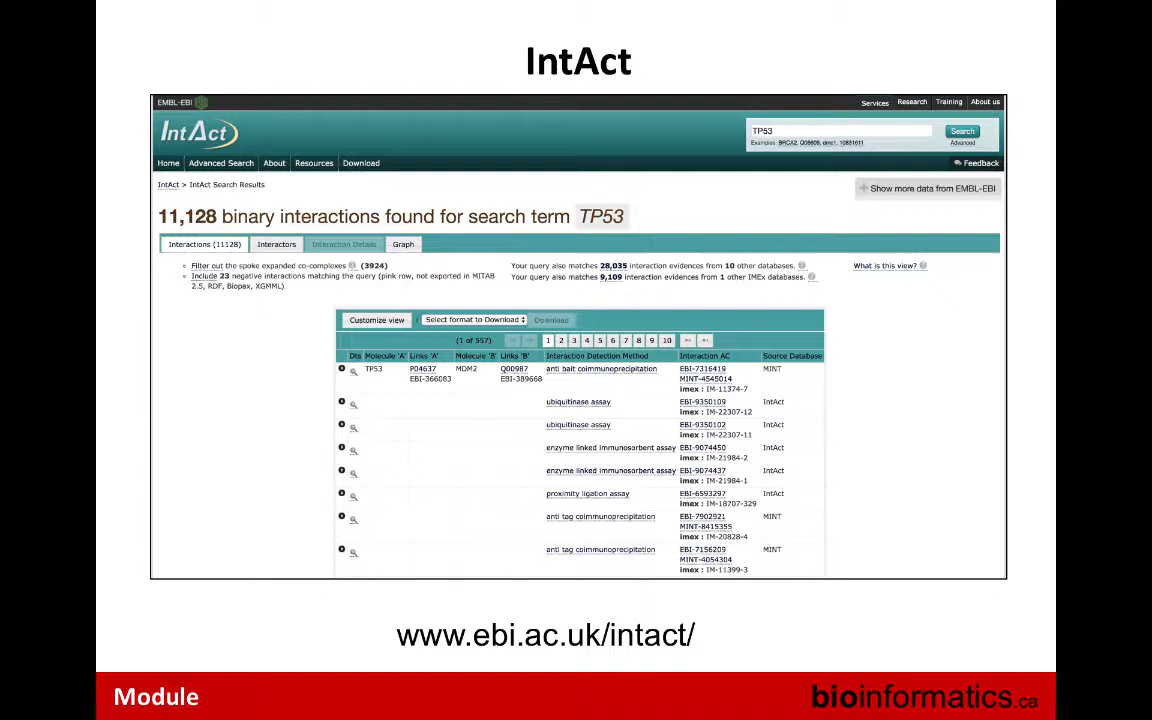 IntAct
EMBL-EBI
Services Research Training About us
IntAct
TP53 Search
Examples: BRCA2, Q06609, dmc1, 10831611 Advanced
Home Advanced Search About Resources Download Feedback
IntAct > IntAct Search Results
Show more data from EMBL-EBI
11,128 binary interactions found for search term TP53
Interactions (11128) Interactors Interaction Details Graph
Filter out the spoke expanded co-complexes (3924)
Include 23 negative interactions matching the query (pink row, not exported in MITAB
2.5, RDF, Biopax, XGMML)
Your query also matches 28,035 interaction evidences from 10 other databases.
Your query also matches 9,109 interaction evidences from 1 other IMEx databases.
What is this view?
Customize view Select format to Download Download
(1 of 557) 1 2 3 4 5 6 7 8 9 10
Dts Molecule 'A' Links 'A' Molecule 'B' Links 'B' Interaction Detection Method Interaction AC Source Database
TP53 P04637 MDM2 Q00987 anti bait coimmunoprecipitation EBI-7316419 MINT
EBI-366083 EBI-389668 MINT-4545014
imex : IM-11374-7
ubiquitinase assay EBI-9350109 IntAct
imex : IM-22307-12
ubiquitinase assay EBI-9350102 IntAct
imex : IM-22307-11
enzyme linked immunosorbent assay EBI-9074450 IntAct
imex : IM-21984-2
enzyme linked immunosorbent assay EBI-9074437 IntAct
imex : IM-21984-1
proximity ligation assay EBI-6593297 IntAct
imex : IM-18707-329
anti tag coimmunoprecipitation EBI-7902921 MINT
MINT-8415355
imex : IM-20828-4
anti tag coimmunoprecipitation EBI-7156209 MINT
MINT-4054304
imex : IM-11399-3
www.ebi.ac.uk/intact/
Module
bioinformatics.ca